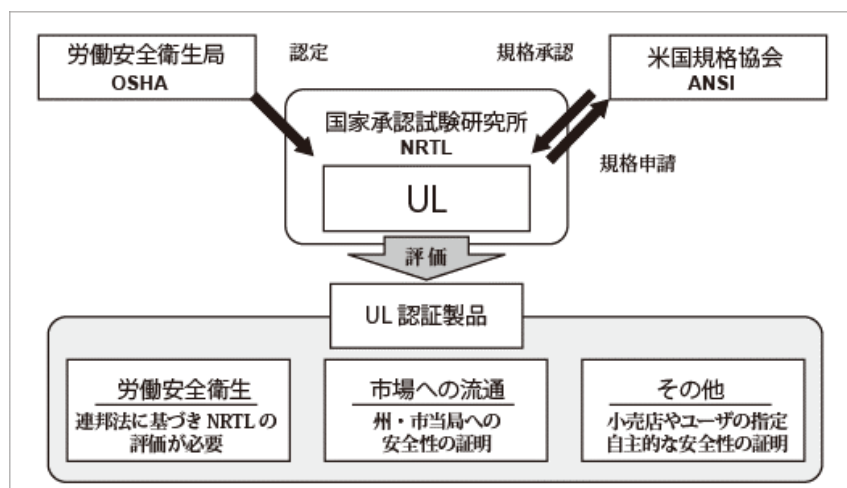 労働安全衛生局
OSHA
認定
規格承認
米国規格協会
ANSI
国家承認試験研究所
NRTL
規格申請
UL
評価
UL 認証製品
労働安全衛生
連邦法に基づき NRTL の
評価が必要
市場への流通
州・市当局への
安全性の証明
その他
小売店やユーザの指定
自主的な安全性の証明